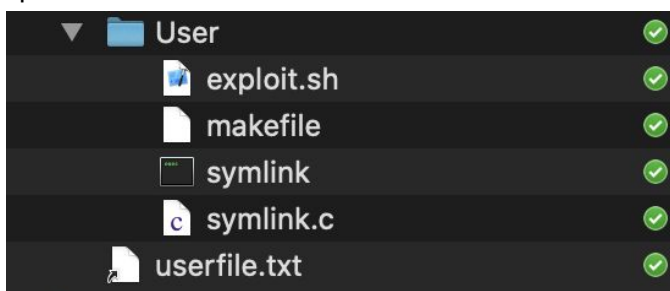 User
exploit.sh
makefile
symlink
symlink.c
userfile.txt